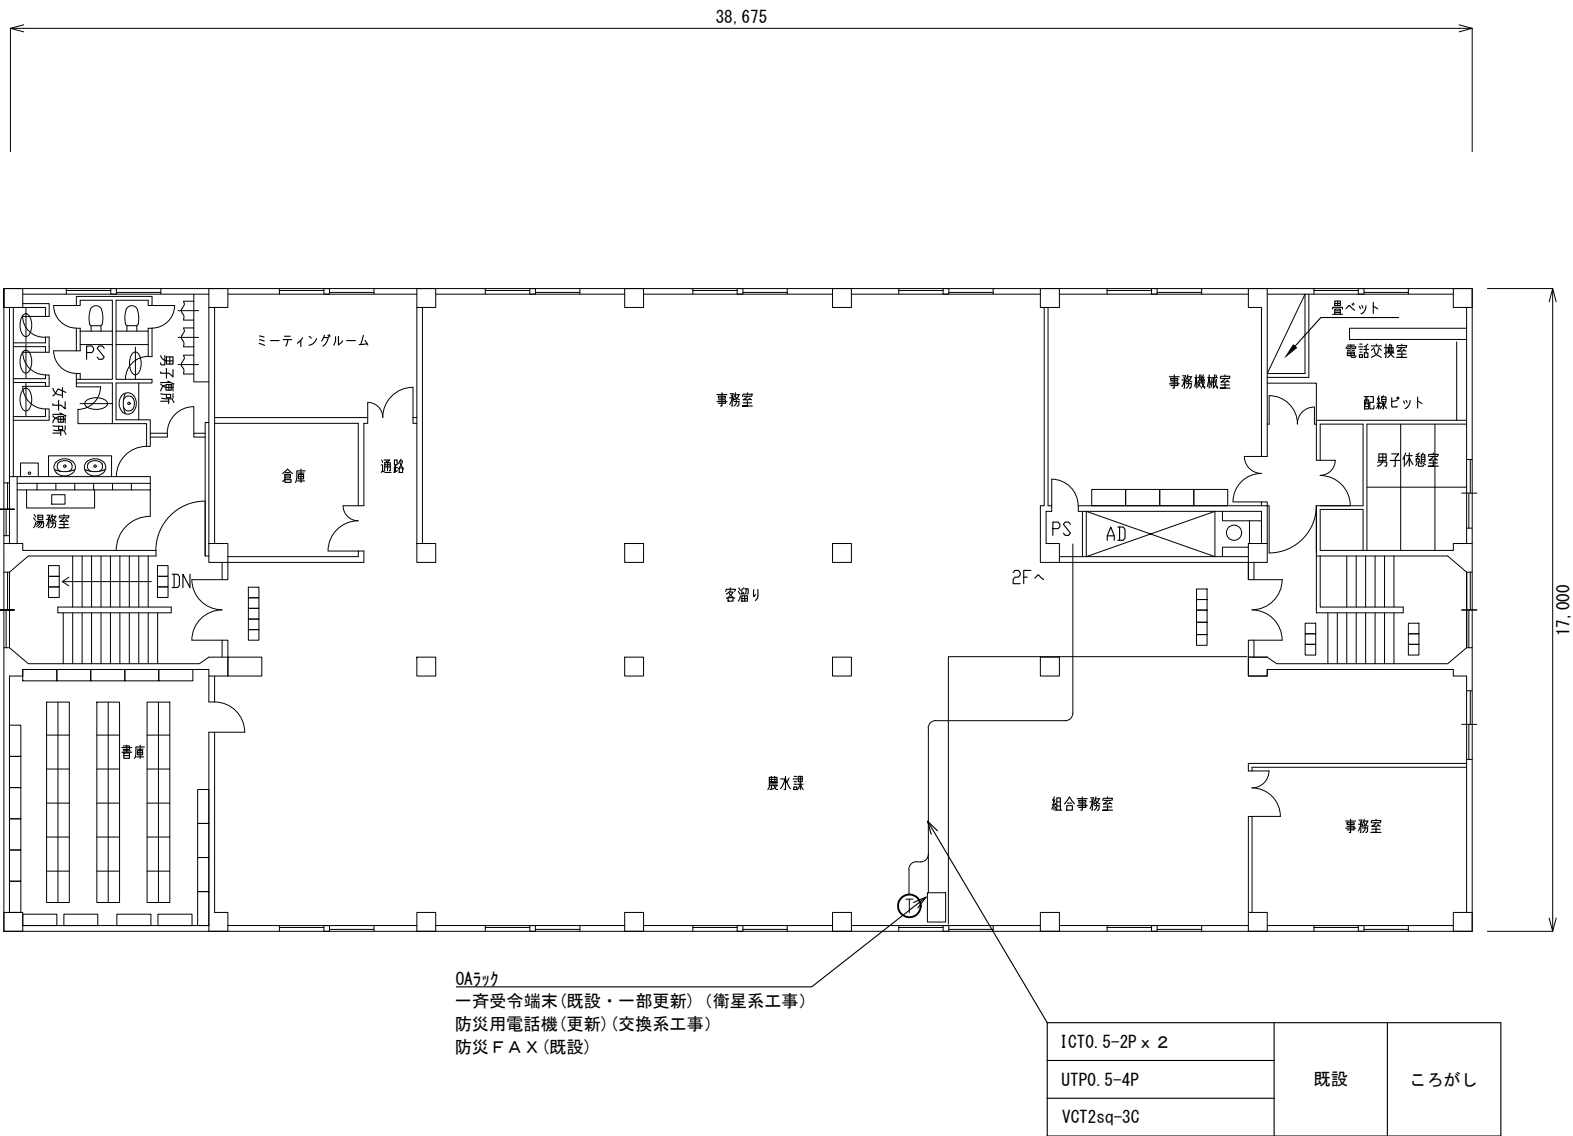 38,675
畳ベット
ミーティングルーム
電話交換室
PS
男子便所
事務機械室
女子便所
事務室
配線ピット
倉庫
通路
男子休憩室
湯務室
PS
AD
DN
2Fへ
客溜り
17,000
書庫
農水課
組合事務室
事務室
T
OAラック
一斉受令端末(既設・一部更新)(衛星系工事)
防災用電話機(更新)(交換系工事)
防災FAX(既設)
ICT0.5-2P x 2
UTP0.5-4P
VCT2sq-3C
既設
ころがし